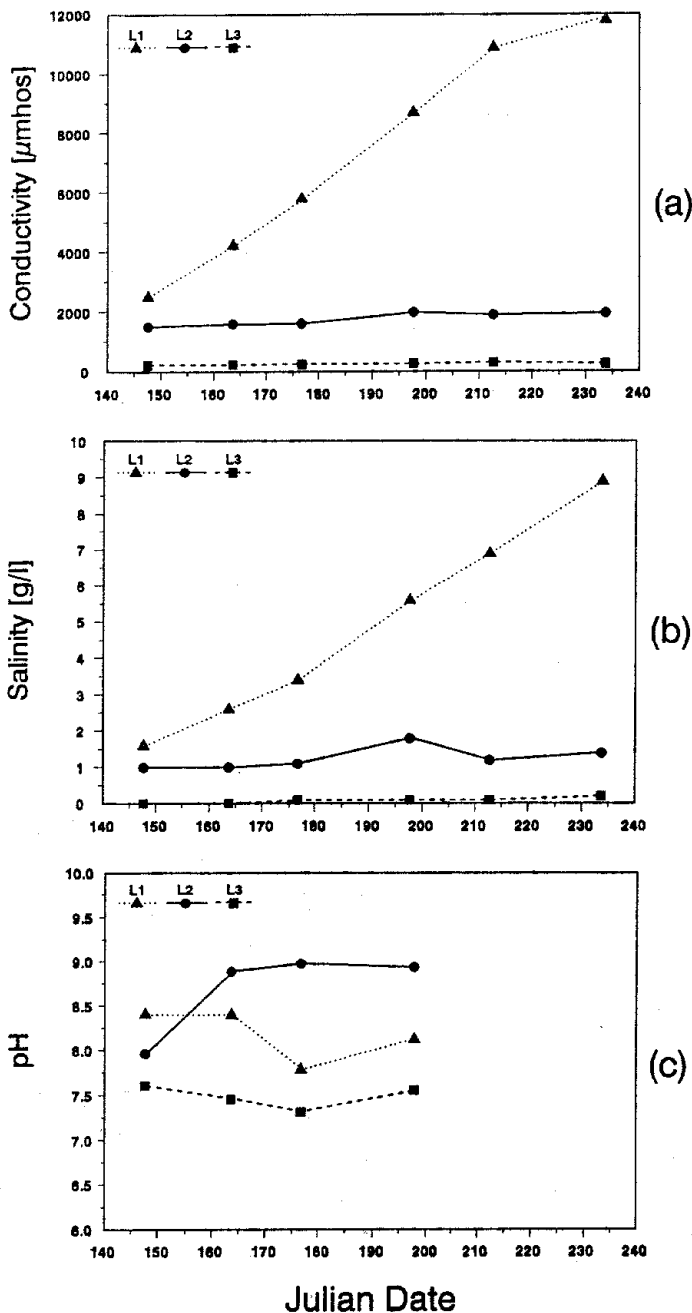 12000
10000
8000
6000
4000
2000
0
L1 L2 L3
Conductivity [μmhos]
(a)
140 150 160 170 180 190 200 210 220 230 240
10
9
8
7
6
5
4
3
2
1
0
L1 L2 L3
Salinity [g/l]
(b)
140 150 160 170 180 190 200 210 220 230 240
10.0
9.5
9.0
8.5
8.0
7.5
7.0
6.5
6.0
L1 L2 L3
pH
(c)
140 150 160 170 180 190 200 210 220 230 240
Julian Date